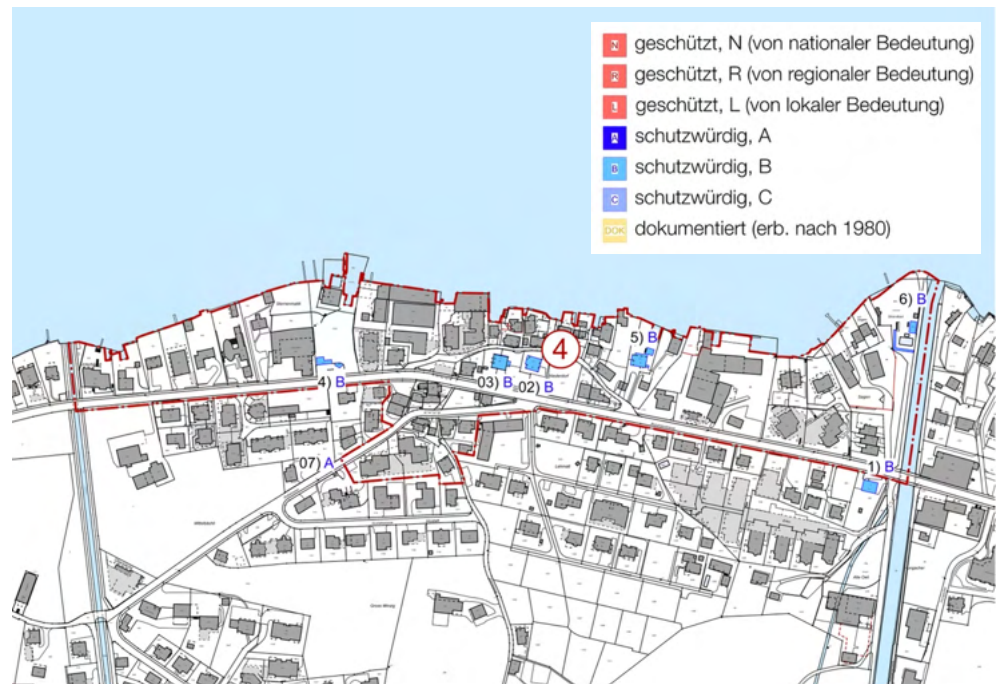 N geschützt, N (von nationaler Bedeutung)
R geschützt, R (von regionaler Bedeutung)
L geschützt, L (von lokaler Bedeutung)
A schutzwürdig, A
B schutzwürdig, B
C schutzwürdig, C
DOK dokumentiert (erb. nach 1980)
6) B
4
5) B
4) B
03) B
02) B
07) A
1) B